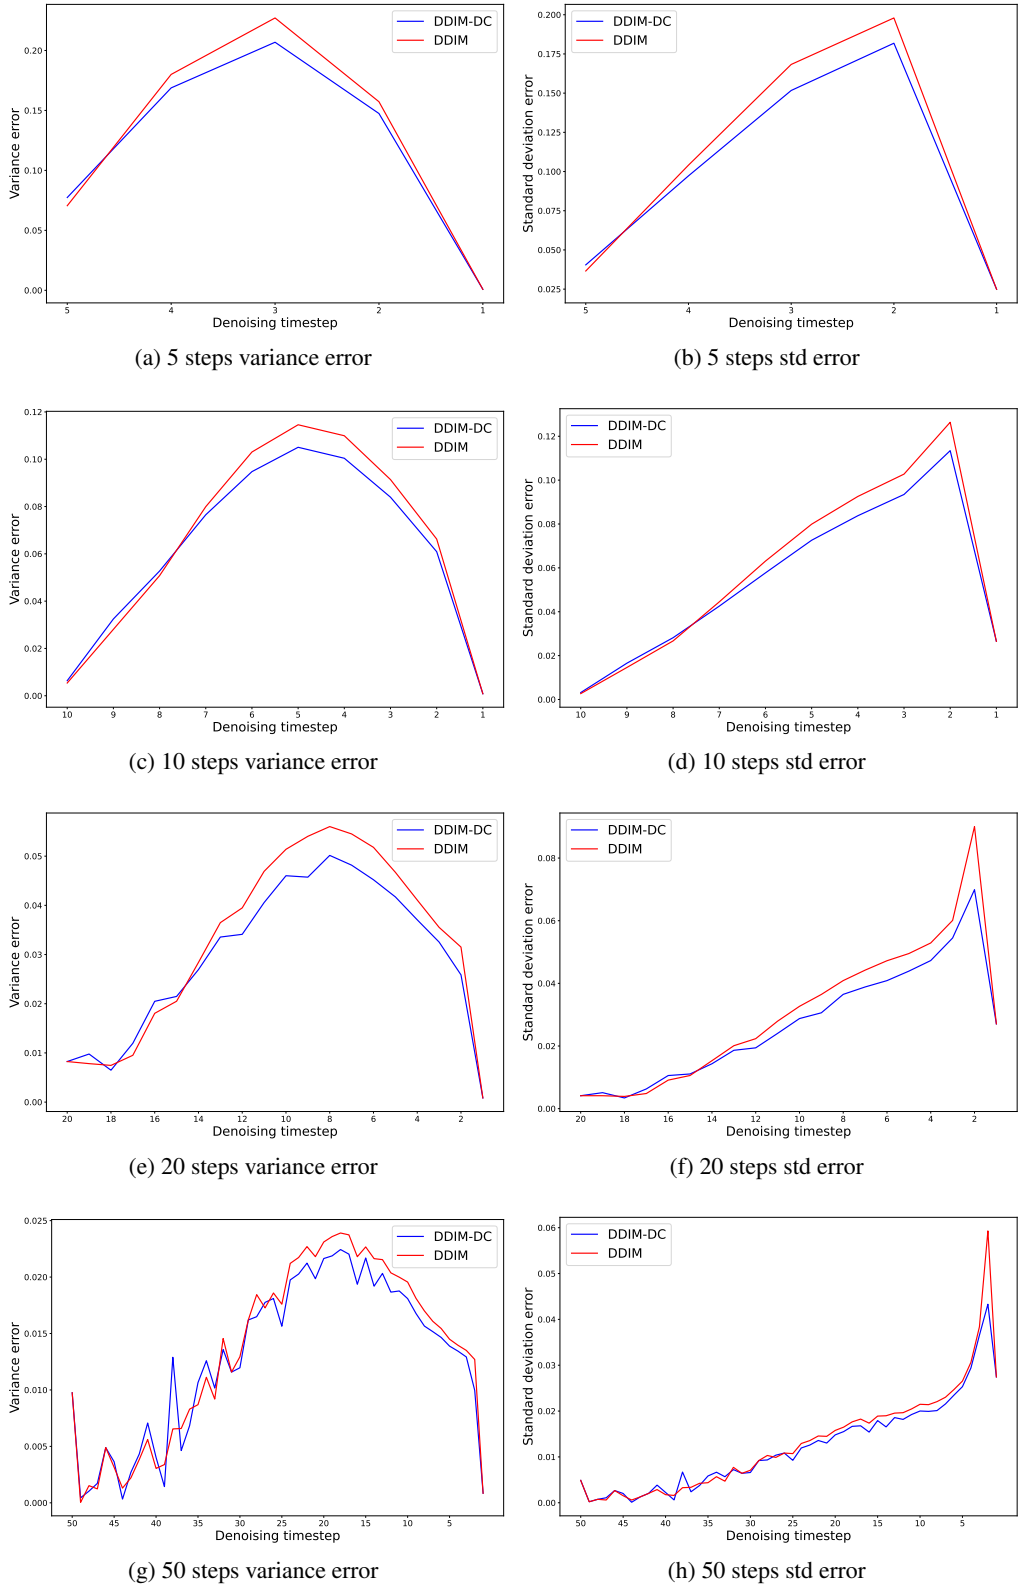 DDIM-DC
DDIM
0.20
0.15
0.10
0.05
0.00
Variance error
5 4 3 2 1
Denoising timestep
(a) 5 steps variance error
DDIM-DC
DDIM
0.200
0.175
0.150
0.125
0.100
0.075
0.050
0.025
Standard deviation error
5 4 3 2 1
Denoising timestep
(b) 5 steps std error
DDIM-DC
DDIM
0.12
0.10
0.08
0.06
0.04
0.02
0.00
Variance error
10 9 8 7 6 5 4 3 2 1
Denoising timestep
(c) 10 steps variance error
DDIM-DC
DDIM
0.12
0.10
0.08
0.06
0.04
0.02
0.00
Standard deviation error
10 9 8 7 6 5 4 3 2 1
Denoising timestep
(d) 10 steps std error
DDIM-DC
DDIM
0.05
0.04
0.03
0.02
0.01
0.00
Variance error
20 18 16 14 12 10 8 6 4 2
Denoising timestep
(e) 20 steps variance error
DDIM-DC
DDIM
0.08
0.06
0.04
0.02
0.00
Standard deviation error
20 18 16 14 12 10 8 6 4 2
Denoising timestep
(f) 20 steps std error
DDIM-DC
DDIM
0.025
0.020
0.015
0.010
0.005
0.000
Variance error
50 45 40 35 30 25 20 15 10 5
Denoising timestep
(g) 50 steps variance error
DDIM-DC
DDIM
0.06
0.05
0.04
0.03
0.02
0.01
0.00
Standard deviation error
50 45 40 35 30 25 20 15 10 5
Denoising timestep
(h) 50 steps std error